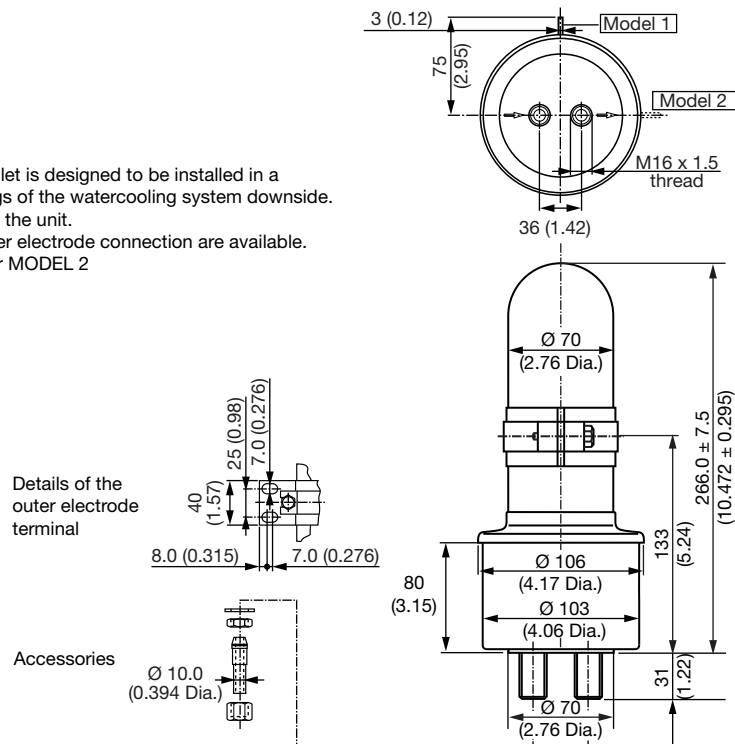 3 (0.12)
Model 1
75
(2.95)
Model 2
M16 x 1.5
thread
36 (1.42)
let is designed to be installed in a
gs of the watercooling system downside.
the unit.
er electrode connection are available.
r MODEL 2
Ø 70
(2.76 Dia.)
266.0 ± 7.5
(10.472 ± 0.295)
25 (0.98)
7.0 (0.276)
Details of the
outer electrode
terminal
40
(1.57)
8.0 (0.315)
7.0 (0.276)
133
(5.24)
80
(3.15)
Ø 106
(4.17 Dia.)
Ø 103
(4.06 Dia.)
Accessories
Ø 10.0
(0.394 Dia.)
31
(1.22)
Ø 70
(2.76 Dia.)